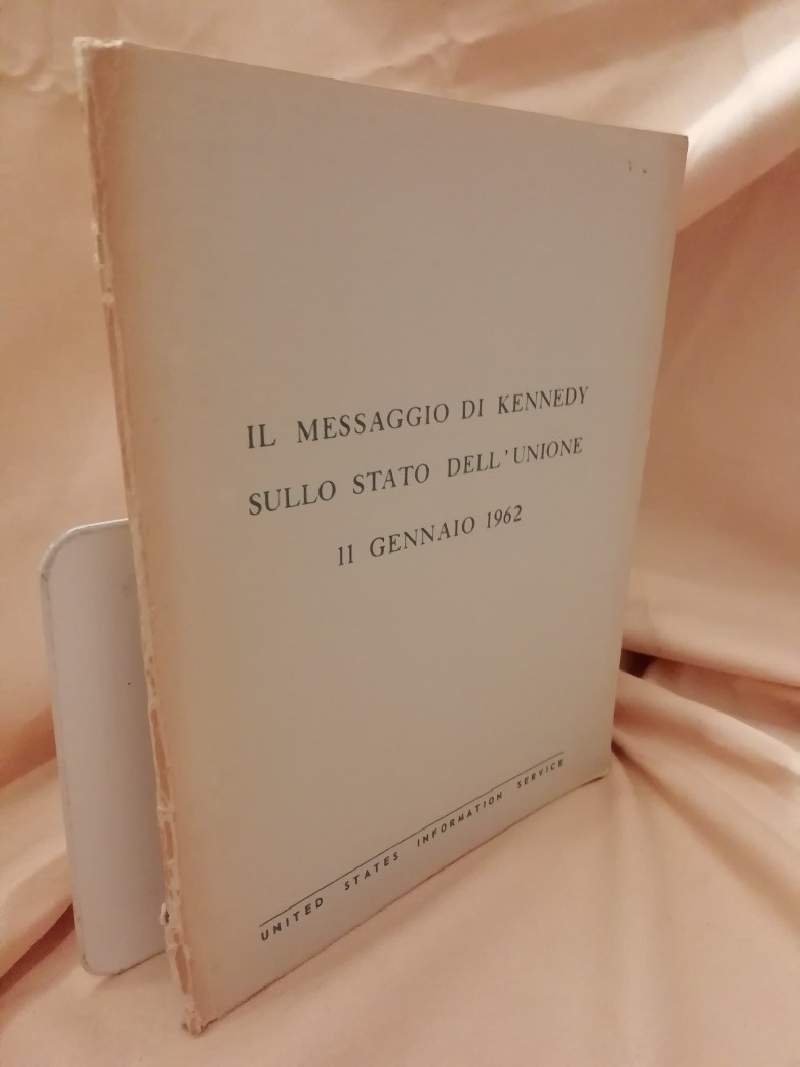 IL MESSAGGIO DI KENNEDY
SULLO STATO DELL'UNIONE
11 GENNAIO 1962
UNITED STATES INFORMATION SERVICE